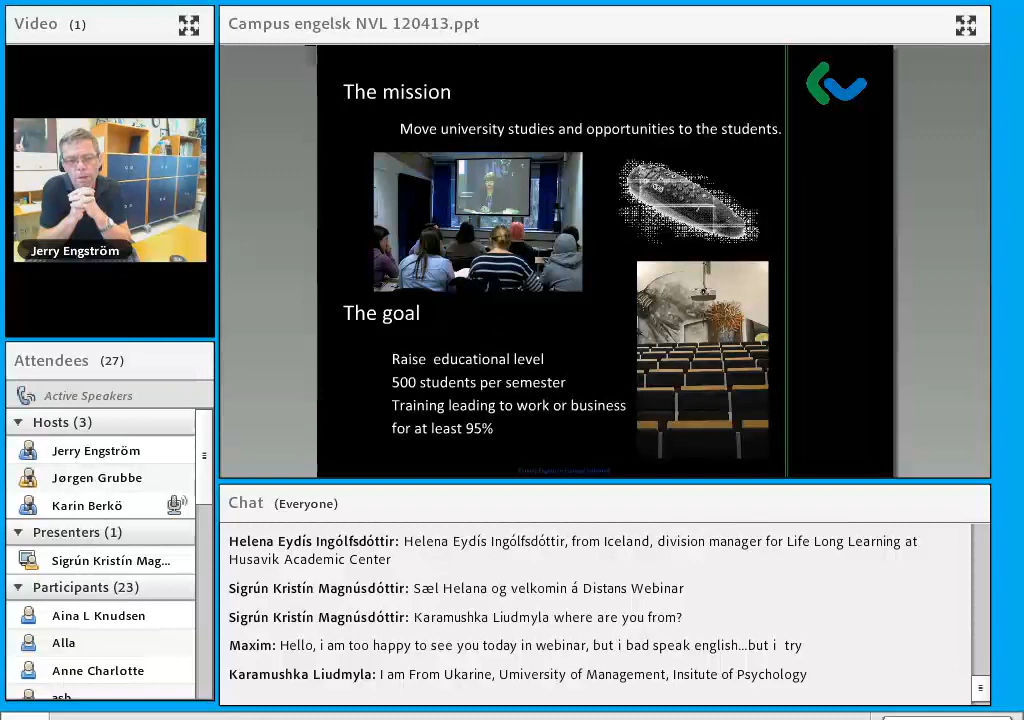 Video (1)
Jerry Engström
Attendees (27)
Active Speakers
Hosts (3)
Jerry Engström
Jørgen Grubbe
Karin Berkö
Presenters (1)
Sigrún Kristín Mag...
Participants (23)
Aina L Knudsen
Alla
Anne Charlotte
ash
Campus engelsk NVL 120413.ppt
The mission
Move university studies and opportunities to the students.
The goal
Raise educational level
500 students per semester
Training leading to work or business
for at least 95%
Chat (Everyone)
Helena Eydís Ingólfsdóttir: Helena Eydís Ingólfsdóttir, from Iceland, division manager for Life Long Learning at
Husavik Academic Center
Sigrún Kristín Magnúsdóttir: Sæl Helana og velkomin á Distans Webinar
Sigrún Kristín Magnúsdóttir: Karamushka Liudmyla where are you from?
Maxim: Hello, i am too happy to see you today in webinar, but i bad speak english...but i try
Karamushka Liudmyla: I am From Ukarine, Umiversity of Management, Insitute of Psychology